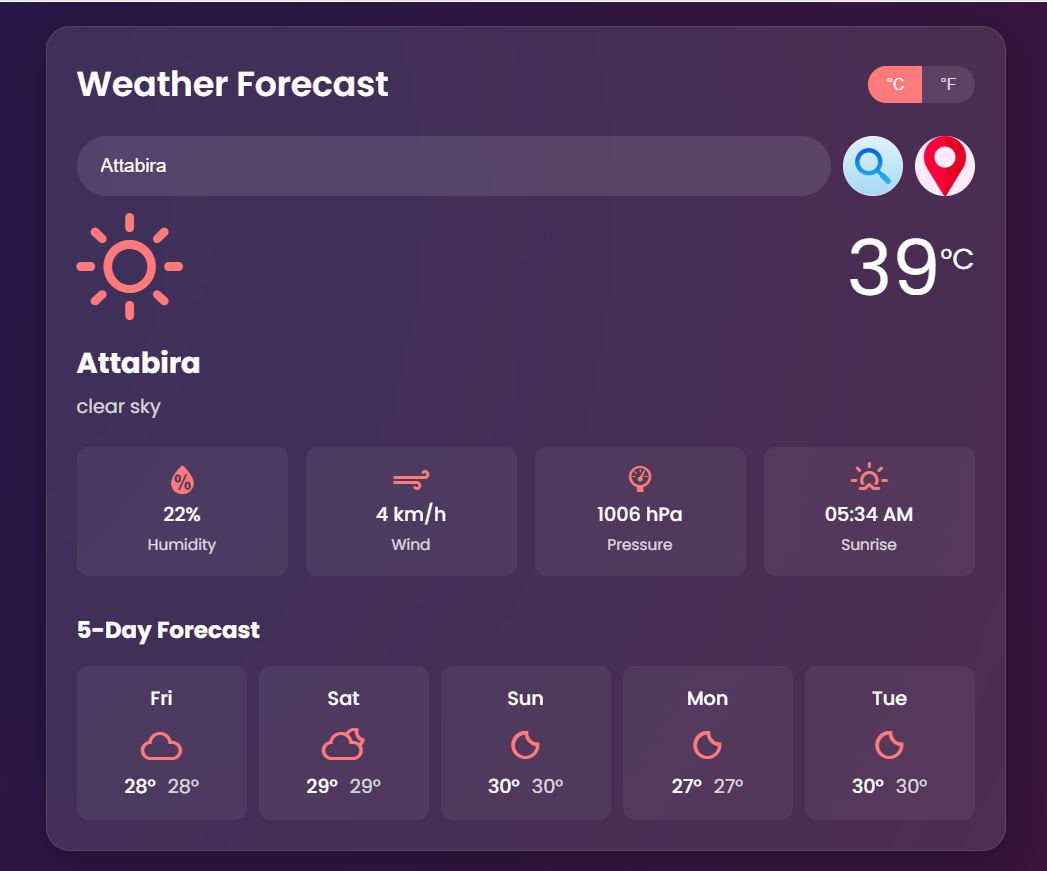 Weather Forecast
°C °F
Attabira
39°C
Attabira
clear sky
%
22% 4 km/h 1006 hPa 05:34 AM
Humidity Wind Pressure Sunrise
5-Day Forecast
Fri Sat Sun Mon Tue
28° 28° 29° 29° 30° 30° 27° 27° 30° 30°